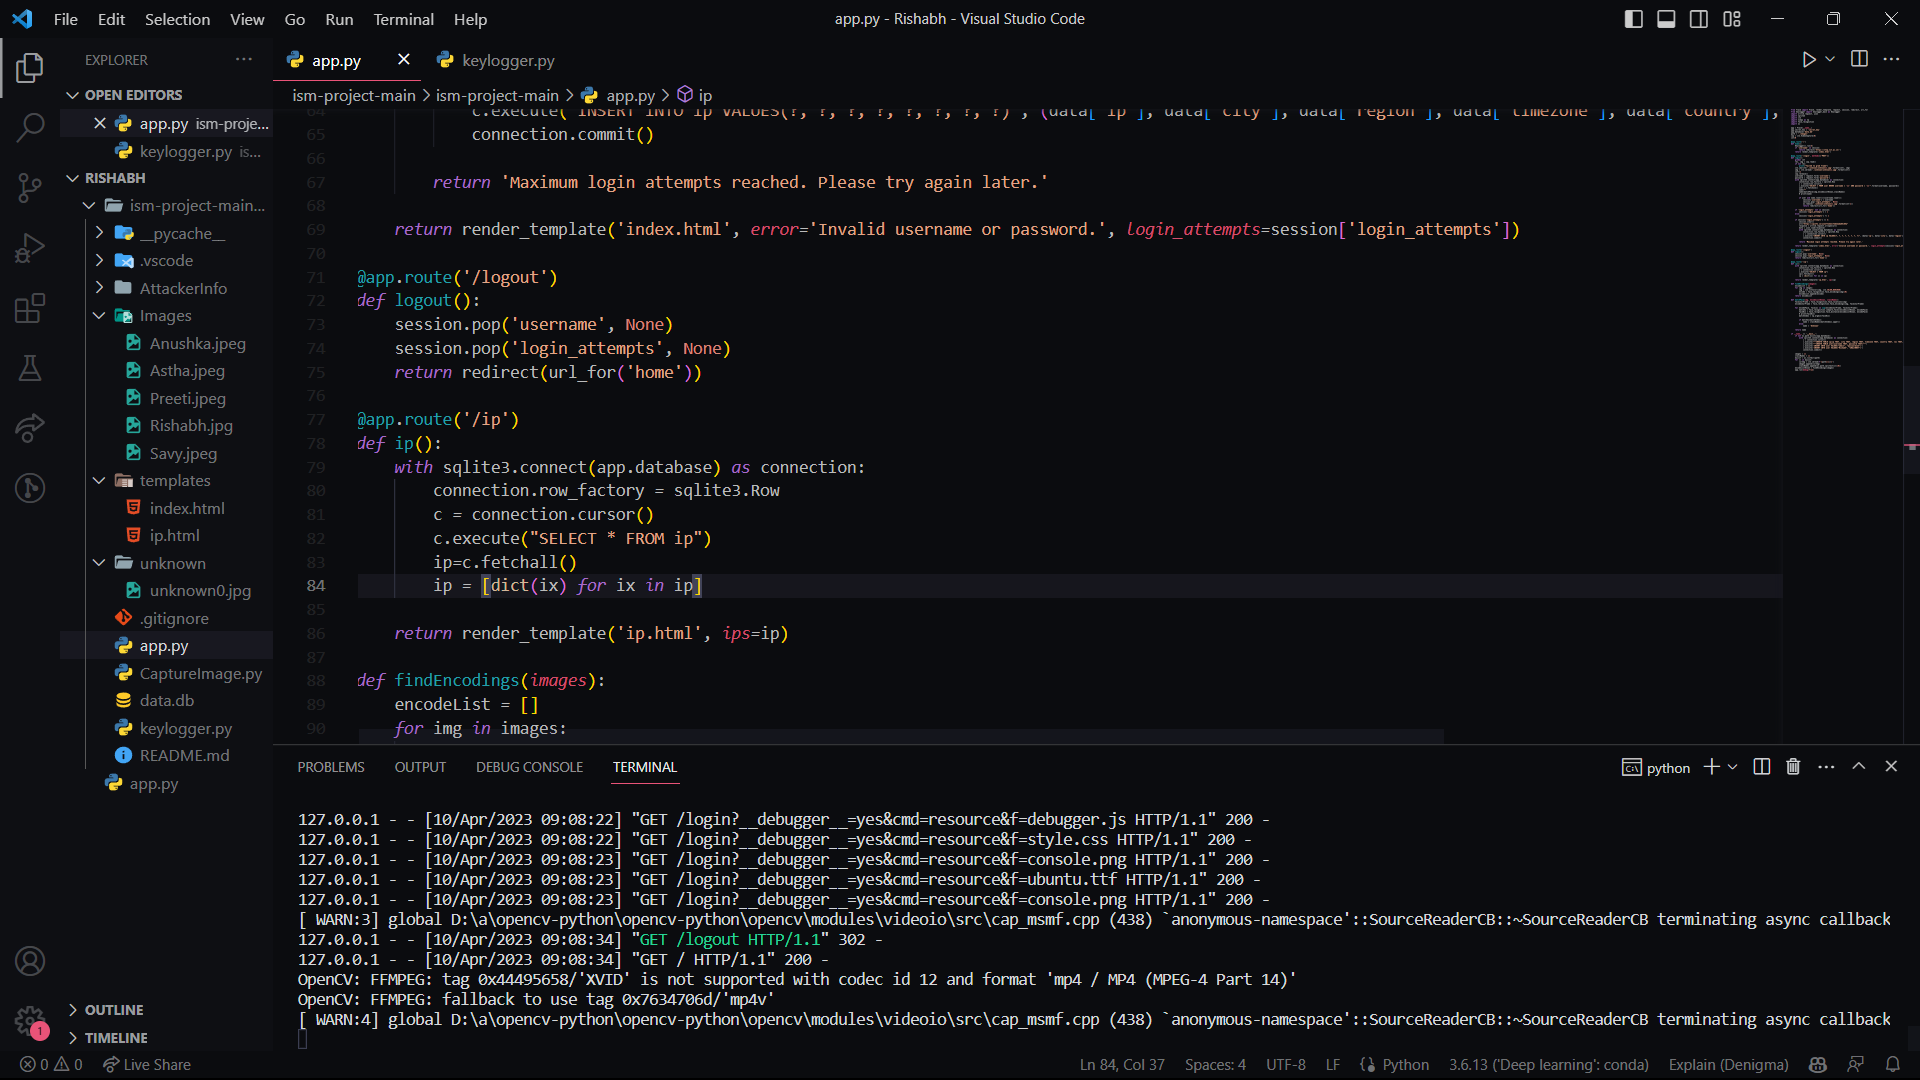 File Edit Selection View Go Run Terminal Help
app.py - Rishabh - Visual Studio Code
EXPLORER
OPEN EDITORS
app.py ism-proje...
keylogger.py is...
RISHABH
ism-project-main...
__pycache__
.vscode
AttackerInfo
Images
Anushka.jpeg
Astha.jpeg
Preeti.jpeg
Rishabh.jpg
Savy.jpeg
templates
index.html
ip.html
unknown
unknown0.jpg
.gitignore
app.py
CaptureImage.py
data.db
keylogger.py
README.md
app.py
OUTLINE
TIMELINE
app.py
keylogger.py
ism-project-main > ism-project-main > app.py > ip
64 c.execute("INSERT INTO ip VALUES(?, ?, ?, ?, ?, ?, ?, ?)", (data['ip'], data['city'], data['region'], data['timezone'], data['country'],
65 connection.commit()
66
67 return 'Maximum login attempts reached. Please try again later.'
68
69 return render_template('index.html', error='Invalid username or password.', login_attempts=session['login_attempts'])
70
71 @app.route('/logout')
72 def logout():
73 session.pop('username', None)
74 session.pop('login_attempts', None)
75 return redirect(url_for('home'))
76
77 @app.route('/ip')
78 def ip():
79 with sqlite3.connect(app.database) as connection:
80 connection.row_factory = sqlite3.Row
81 c = connection.cursor()
82 c.execute("SELECT * FROM ip")
83 ip=c.fetchall()
84 ip = [dict(ix) for ix in ip]
85
86 return render_template('ip.html', ips=ip)
87
88 def findEncodings(images):
89 encodeList = []
90 for img in images:
PROBLEMS OUTPUT DEBUG CONSOLE TERMINAL
python
127.0.0.1 - - [10/Apr/2023 09:08:22] "GET /login?__debugger__=yes&cmd=resource&f=debugger.js HTTP/1.1" 200 -
127.0.0.1 - - [10/Apr/2023 09:08:22] "GET /login?__debugger__=yes&cmd=resource&f=style.css HTTP/1.1" 200 -
127.0.0.1 - - [10/Apr/2023 09:08:23] "GET /login?__debugger__=yes&cmd=resource&f=console.png HTTP/1.1" 200 -
127.0.0.1 - - [10/Apr/2023 09:08:23] "GET /login?__debugger__=yes&cmd=resource&f=ubuntu.ttf HTTP/1.1" 200 -
127.0.0.1 - - [10/Apr/2023 09:08:23] "GET /login?__debugger__=yes&cmd=resource&f=console.png HTTP/1.1" 200 -
[ WARN:3] global D:\a\opencv-python\opencv-python\opencv\modules\videoio\src\cap_msmf.cpp (438) `anonymous-namespace'::SourceReaderCB::~SourceReaderCB terminating async callback
127.0.0.1 - - [10/Apr/2023 09:08:34] "GET /logout HTTP/1.1" 302 -
127.0.0.1 - - [10/Apr/2023 09:08:34] "GET / HTTP/1.1" 200 -
OpenCV: FFMPEG: tag 0x44495658/'XVID' is not supported with codec id 12 and format 'mp4 / MP4 (MPEG-4 Part 14)'
OpenCV: FFMPEG: fallback to use tag 0x7634706d/'mp4v'
[ WARN:4] global D:\a\opencv-python\opencv-python\opencv\modules\videoio\src\cap_msmf.cpp (438) `anonymous-namespace'::SourceReaderCB::~SourceReaderCB terminating async callback
1
0 0 Live Share
Ln 84, Col 37 Spaces: 4 UTF-8 LF Python 3.6.13 ('Deep learning': conda) Explain (Denigma)